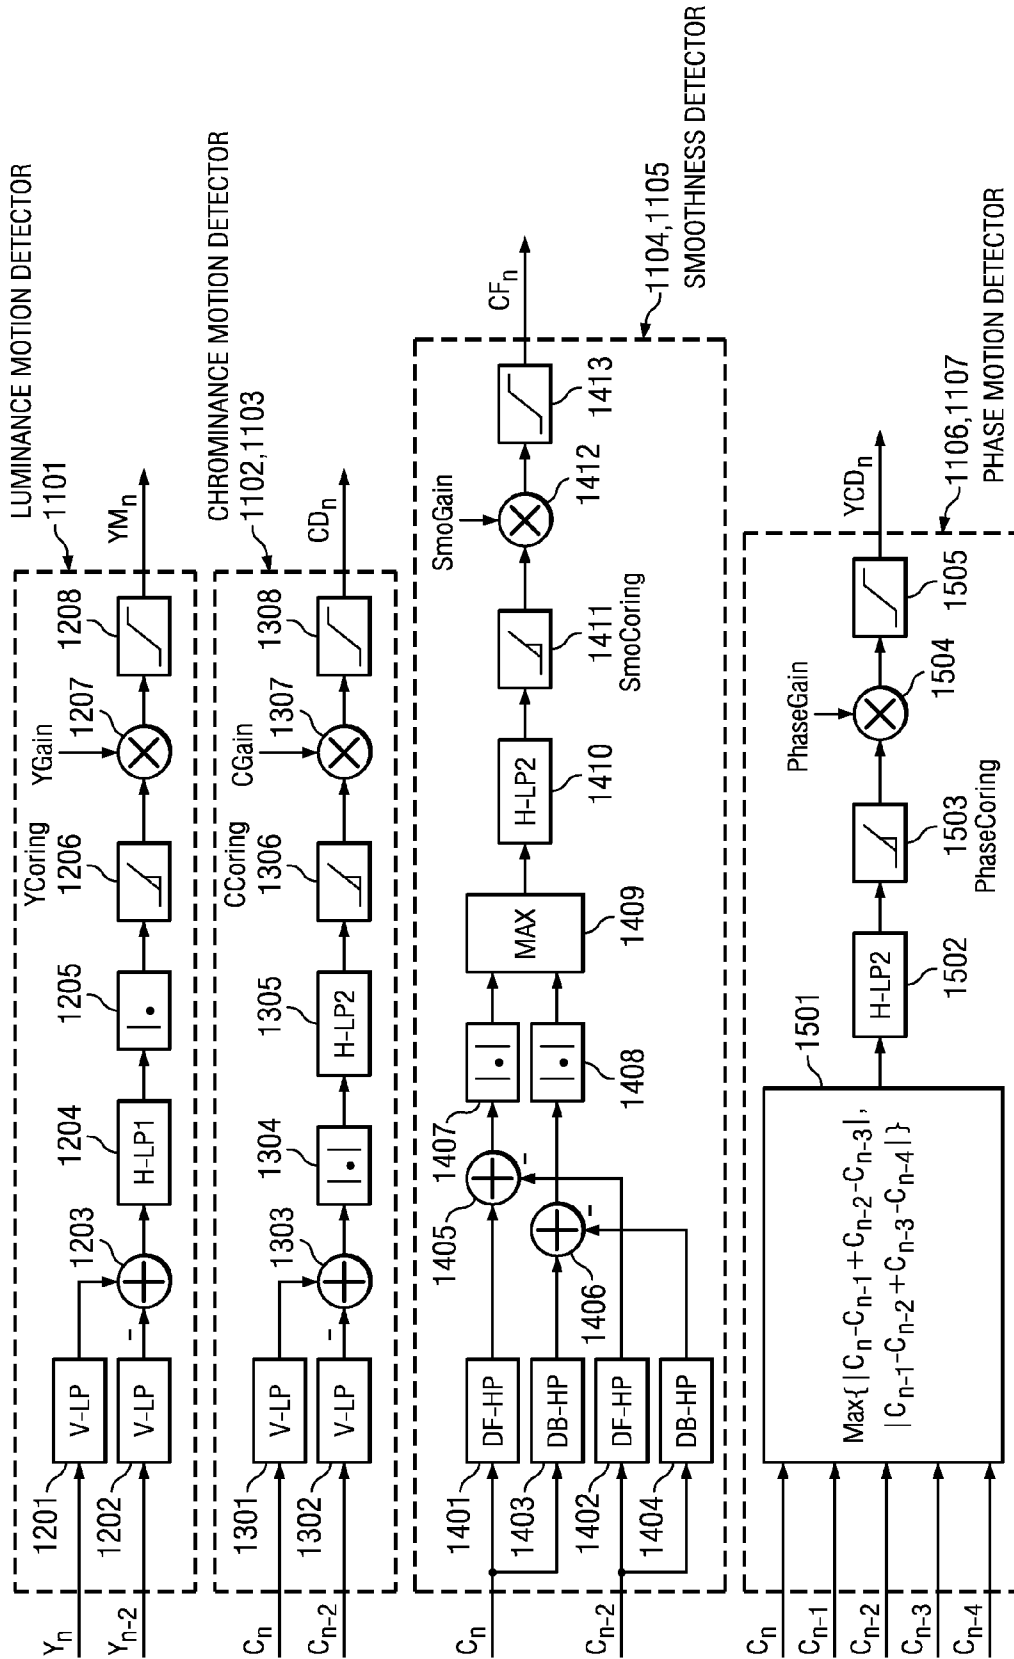 LUMINANCE MOTION DETECTOR
1101
Yn
Yn-2
1201
V-LP
1202
V-LP
1203
-
1204
H-LP1
1205
|•|
YCoring
1206
YGain
1207
1208
YMn
CHROMINANCE MOTION DETECTOR
1102,1103
Cn
Cn-2
1301
V-LP
1302
V-LP
1303
-
1304
|•|
1305
H-LP2
CCoring
1306
CGain
1307
1308
CDn
Cn
Cn-2
1401
DF-HP
1403
DB-HP
1402
DF-HP
1404
DB-HP
1405
-
1406
-
1407
|•|
|•|
1408
MAX
1409
H-LP2
1410
1411
SmoCoring
SmoGain
1412
1413
CFn
1104,1105
SMOOTHNESS DETECTOR
Cn
Cn-1
Cn-2
Cn-3
Cn-4
1501
Max{|Cn-Cn-1+Cn-2-Cn-3|,
|Cn-1-Cn-2+Cn-3-Cn-4|}
H-LP2
1502
1503
PhaseCoring
PhaseGain
1504
1505
YCDn
1106,1107
PHASE MOTION DETECTOR